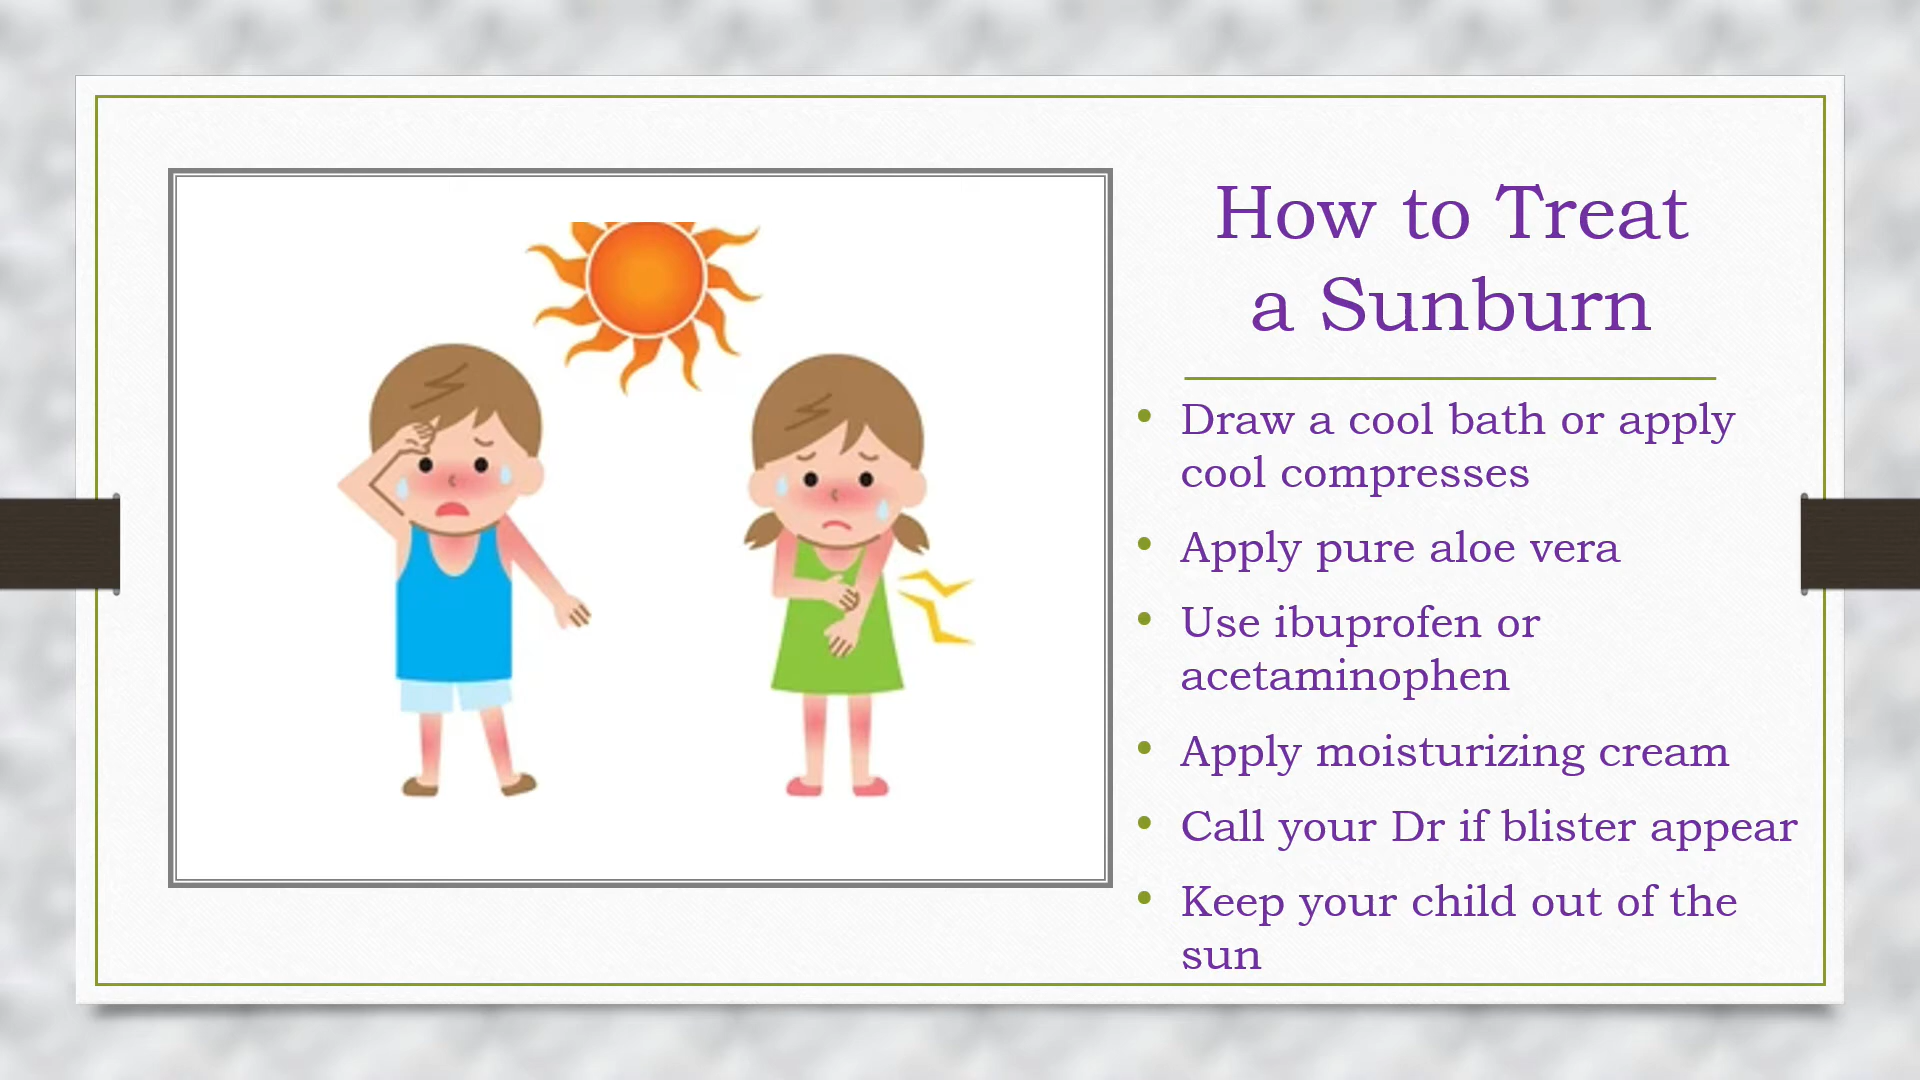 How to Treat
a Sunburn
• Draw a cool bath or apply
cool compresses
• Apply pure aloe vera
• Use ibuprofen or
acetaminophen
• Apply moisturizing cream
• Call your Dr if blister appear
• Keep your child out of the
sun